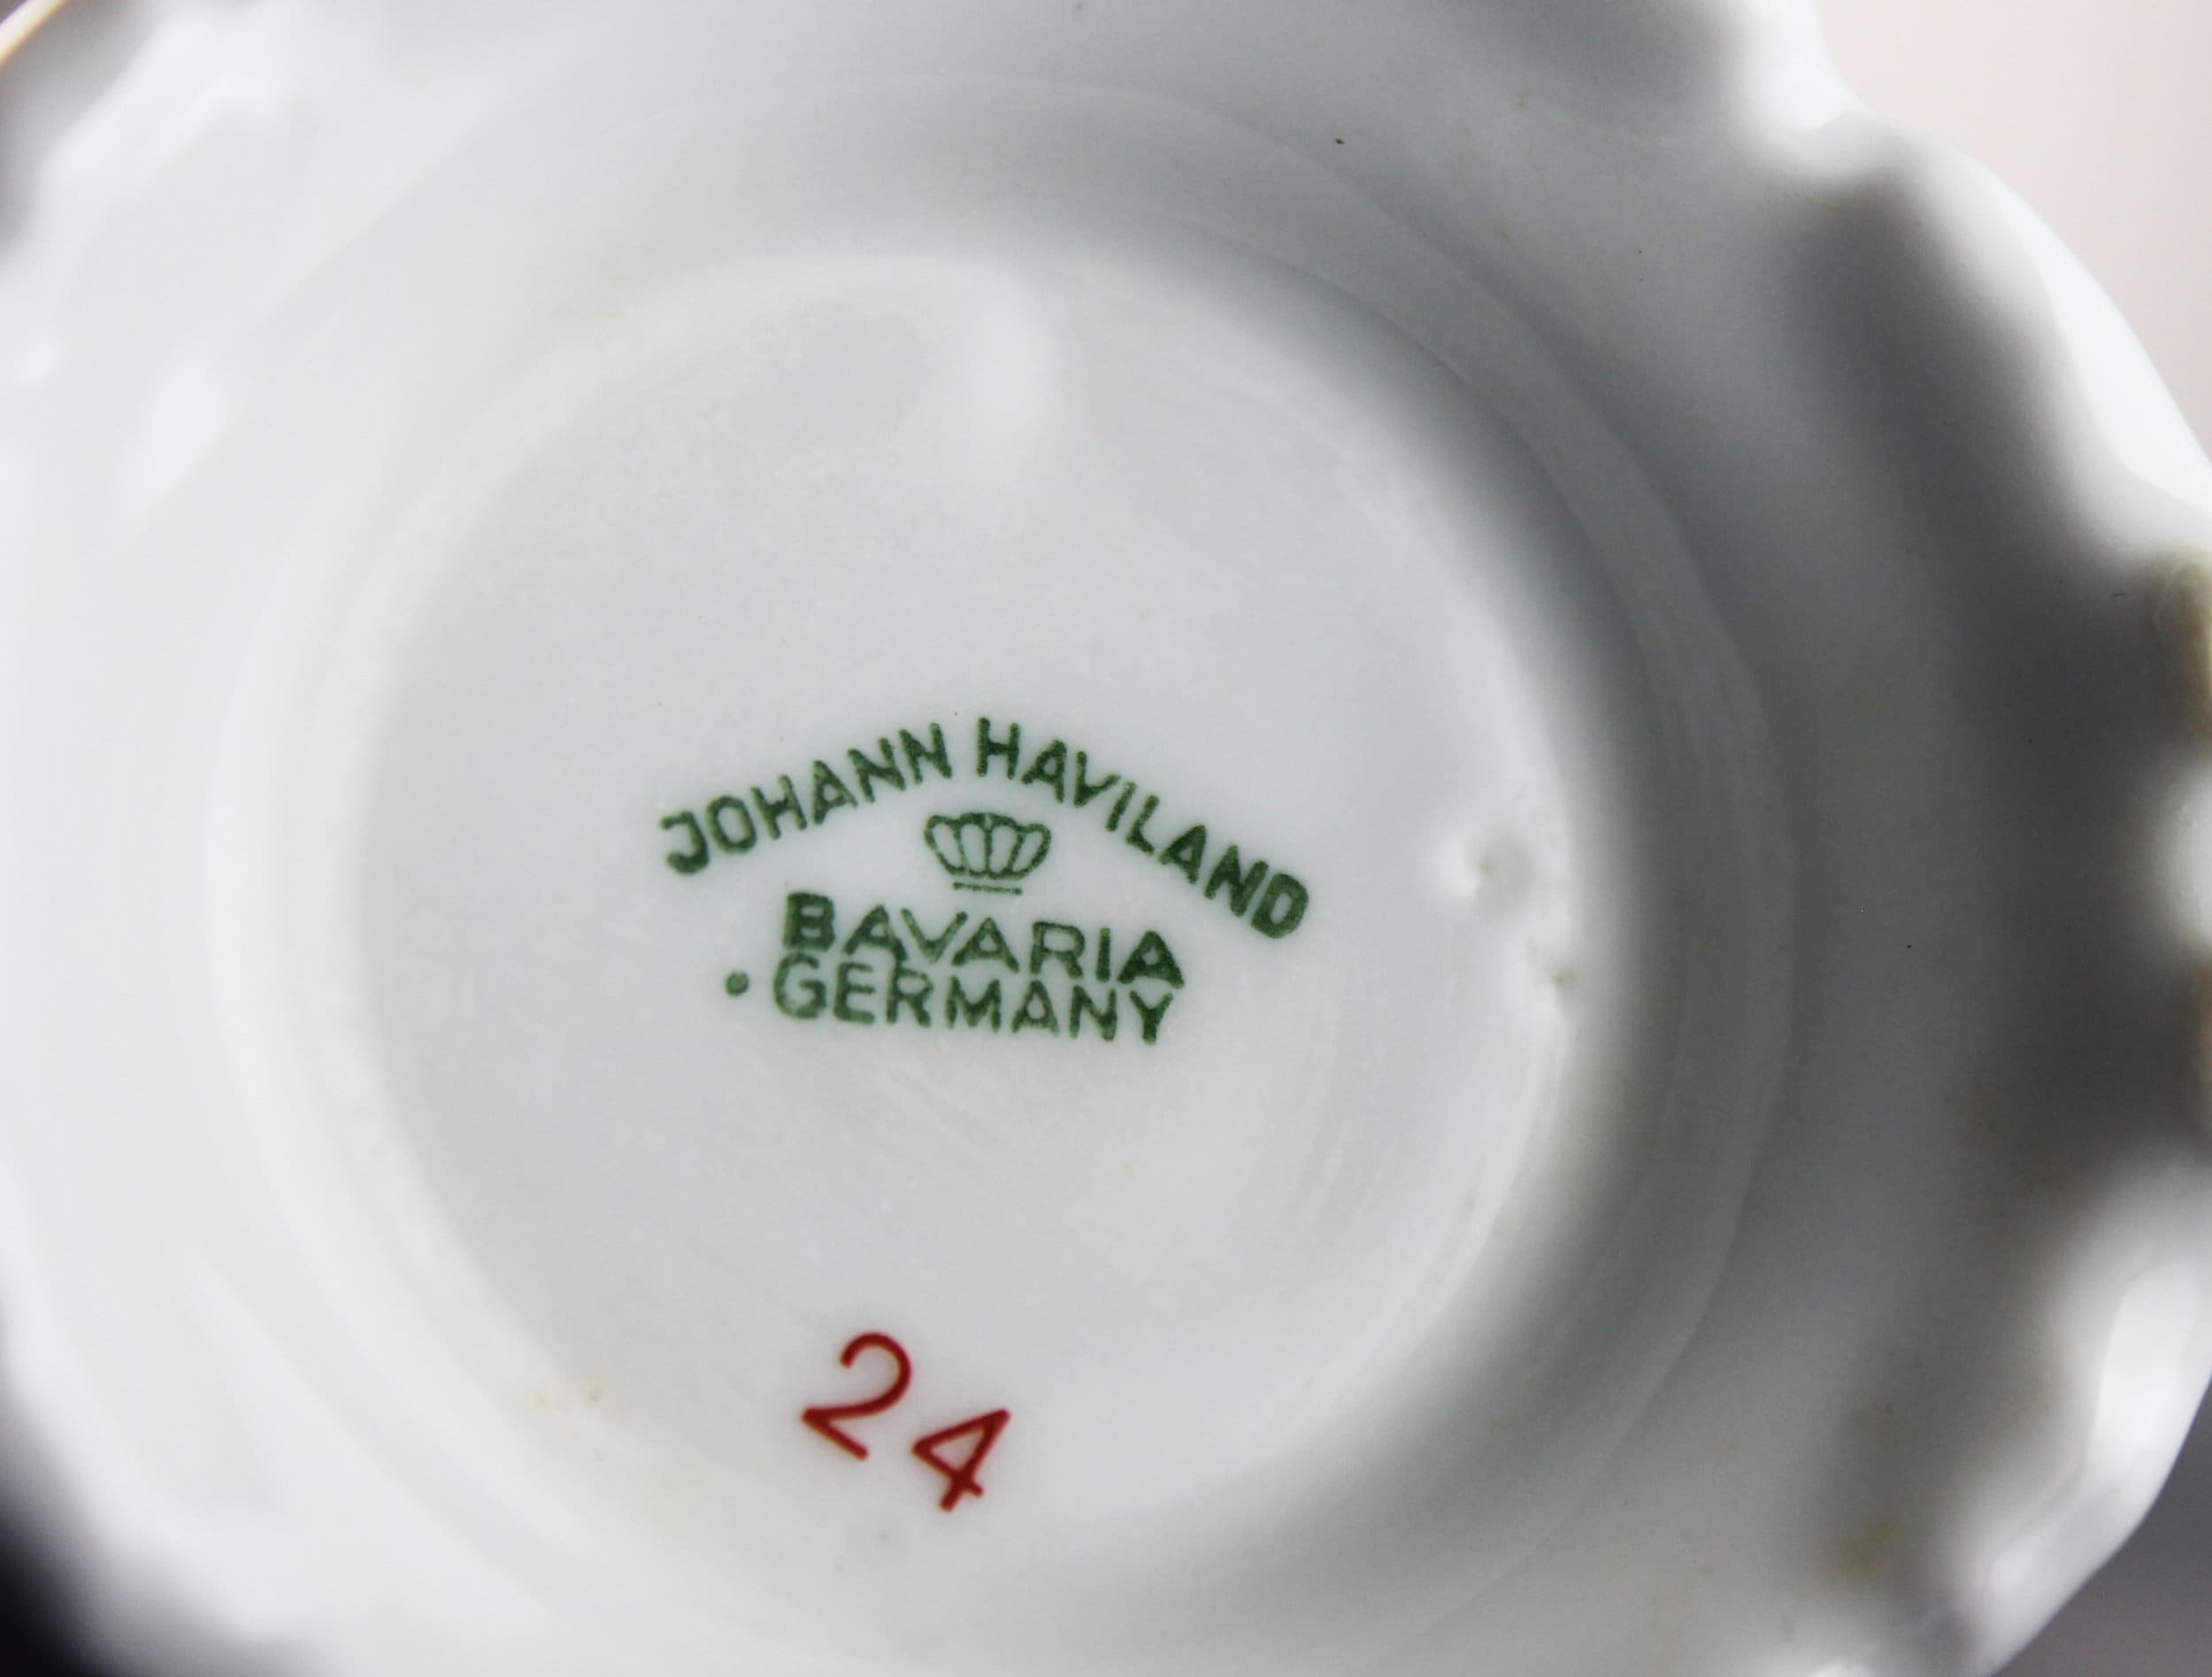 JOHANN HAVILAND
BAVARIA
• GERMANY
24